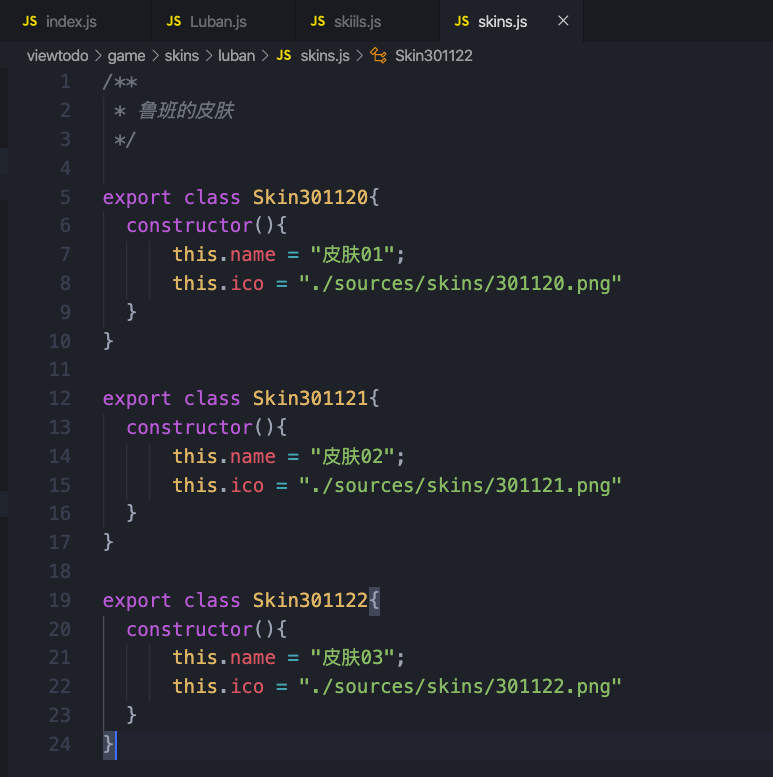 JS index.js JS Luban.js JS skiils.js JS skins.js ×
viewtodo > game > skins > luban > JS skins.js > Skin301122
1 /**
2 * 鲁班的皮肤
3 */
4
5 export class Skin301120{
6 constructor(){
7 this.name = "皮肤01";
8 this.ico = "./sources/skins/301120.png"
9 }
10 }
11
12 export class Skin301121{
13 constructor(){
14 this.name = "皮肤02";
15 this.ico = "./sources/skins/301121.png"
16 }
17 }
18
19 export class Skin301122{
20 constructor(){
21 this.name = "皮肤03";
22 this.ico = "./sources/skins/301122.png"
23 }
24 }